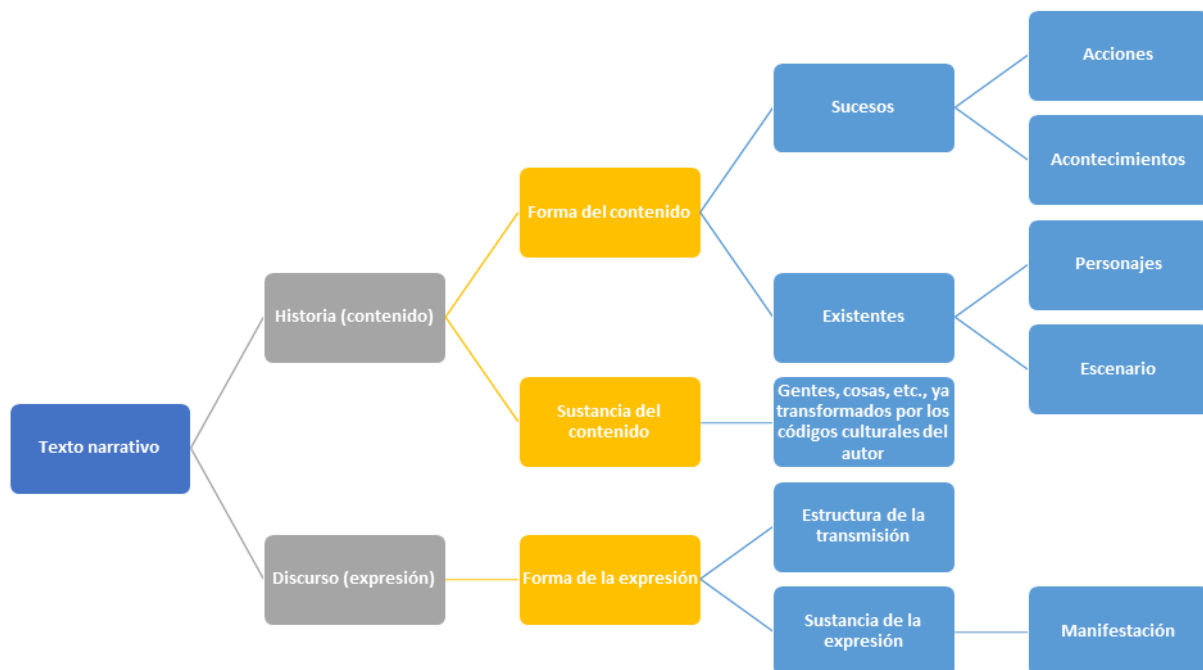 Acciones
Sucesos
Acontecimientos
Forma del contenido
Personajes
Historia (contenido)
Existentes
Escenario
Sustancia del
contenido
Gentes, cosas, etc., ya
transformados por los
códigos culturales del
autor
Texto narrativo
Estructura de la
transmisión
Discurso (expresión)
Forma de la expresión
Sustancia de la
expresión
Manifestación